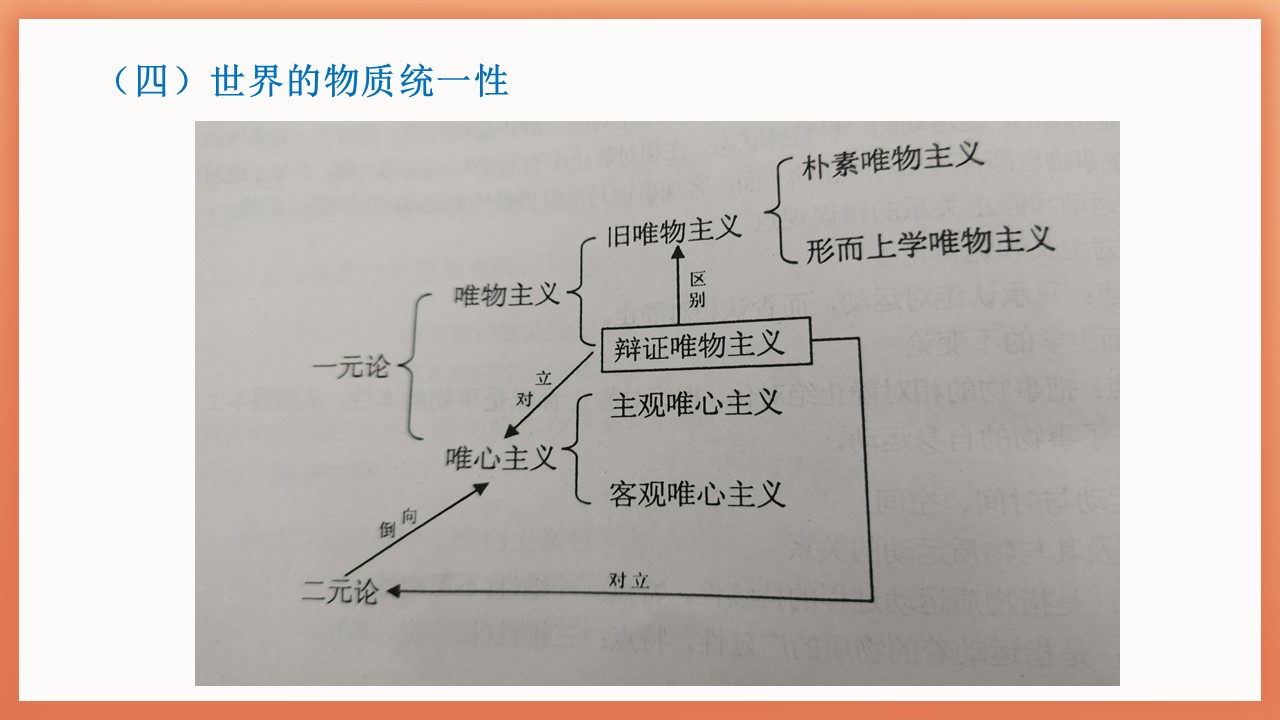 （四）世界的物质统一性
朴素唯物主义
旧唯物主义
形而上学唯物主义
区别
唯物主义
辩证唯物主义
一元论
对立
主观唯心主义
唯心主义
客观唯心主义
倒向
二元论
对立